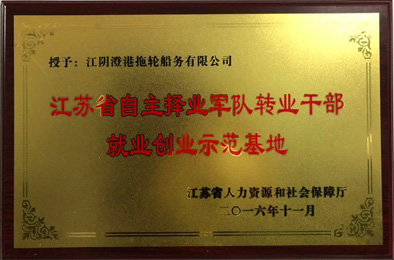 授予：江阴澄港拖轮船务有限公司
江苏省自主择业军队转业干部
就业创业示范基地
江苏省人力资源和社会保障厅
二〇一六年十一月